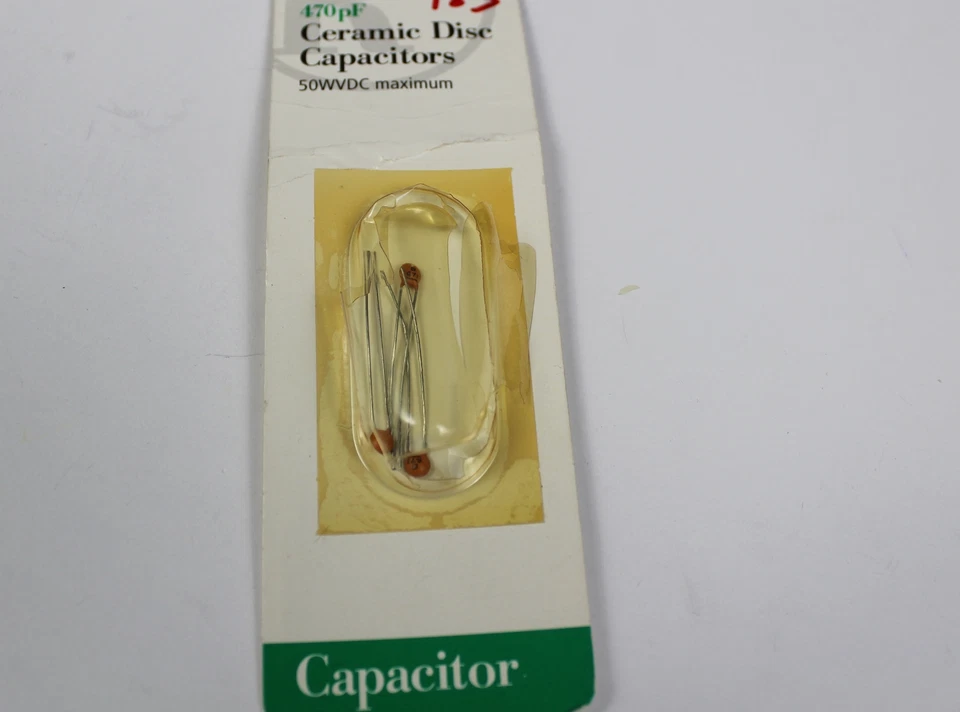 470pF
Ceramic Disc
Capacitors
50WVDC maximum
Capacitor